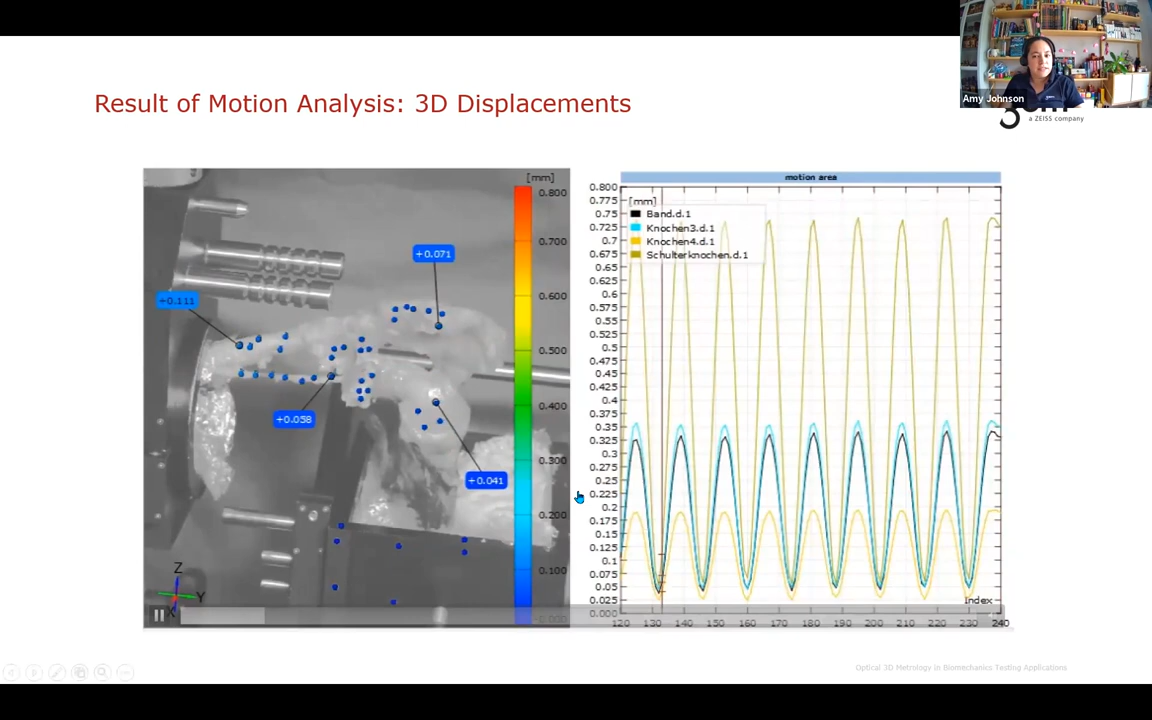 Amy Johnson
a ZEISS company
Result of Motion Analysis: 3D Displacements
[mm]
0.800
0.700
0.600
0.500
0.400
0.300
0.200
0.100
+0.071
+0.111
+0.058
+0.041
Z
Y
X
motion area
[mm]
Band.d.1
Knochen3.d.1
Knochen4.d.1
Schulterknochen.d.1
0.800
0.775
0.75
0.725
0.7
0.675
0.65
0.625
0.6
0.575
0.55
0.525
0.5
0.475
0.45
0.425
0.4
0.375
0.35
0.325
0.3
0.275
0.25
0.225
0.2
0.175
0.15
0.125
0.1
0.075
0.05
0.025
0.000
Index
120 130 140 150 160 170 180 190 200 210 220 230 240
Optical 3D Metrology in Biomechanics Testing Applications